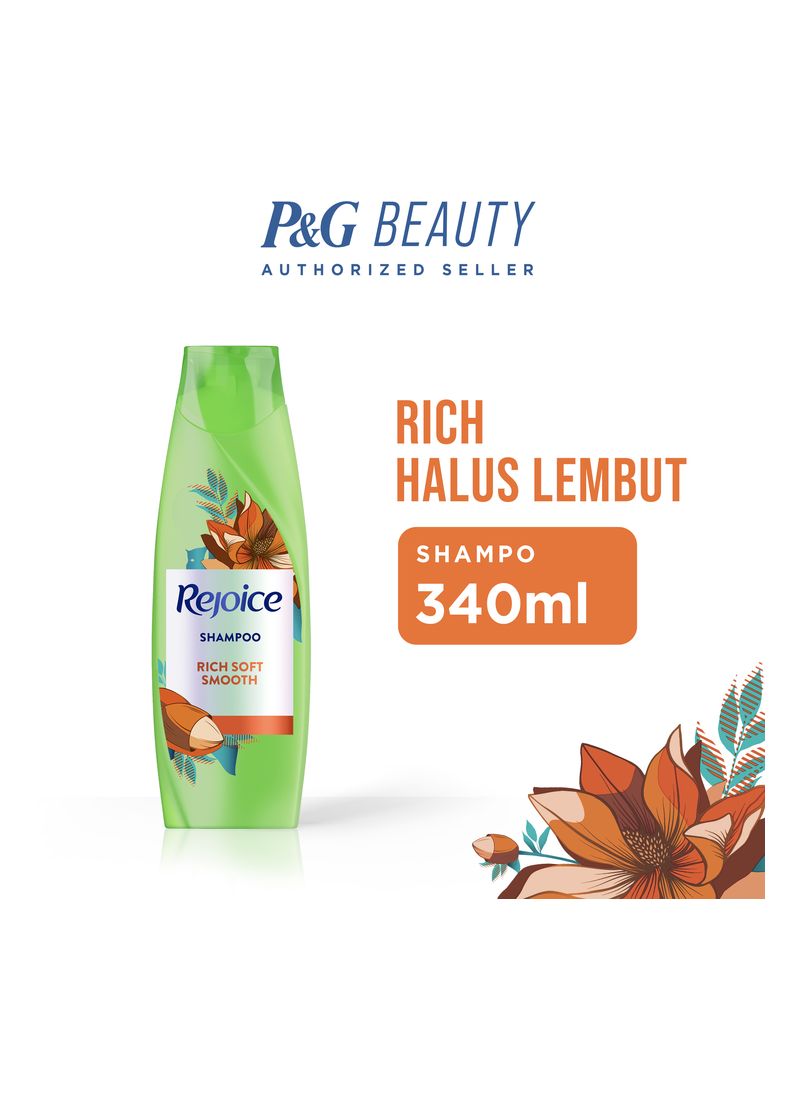 P&G BEAUTY
AUTHORIZED SELLER
RICH
HALUS LEMBUT
SHAMPO
340ml
Rejoice
SHAMPOO
RICH SOFT
SMOOTH